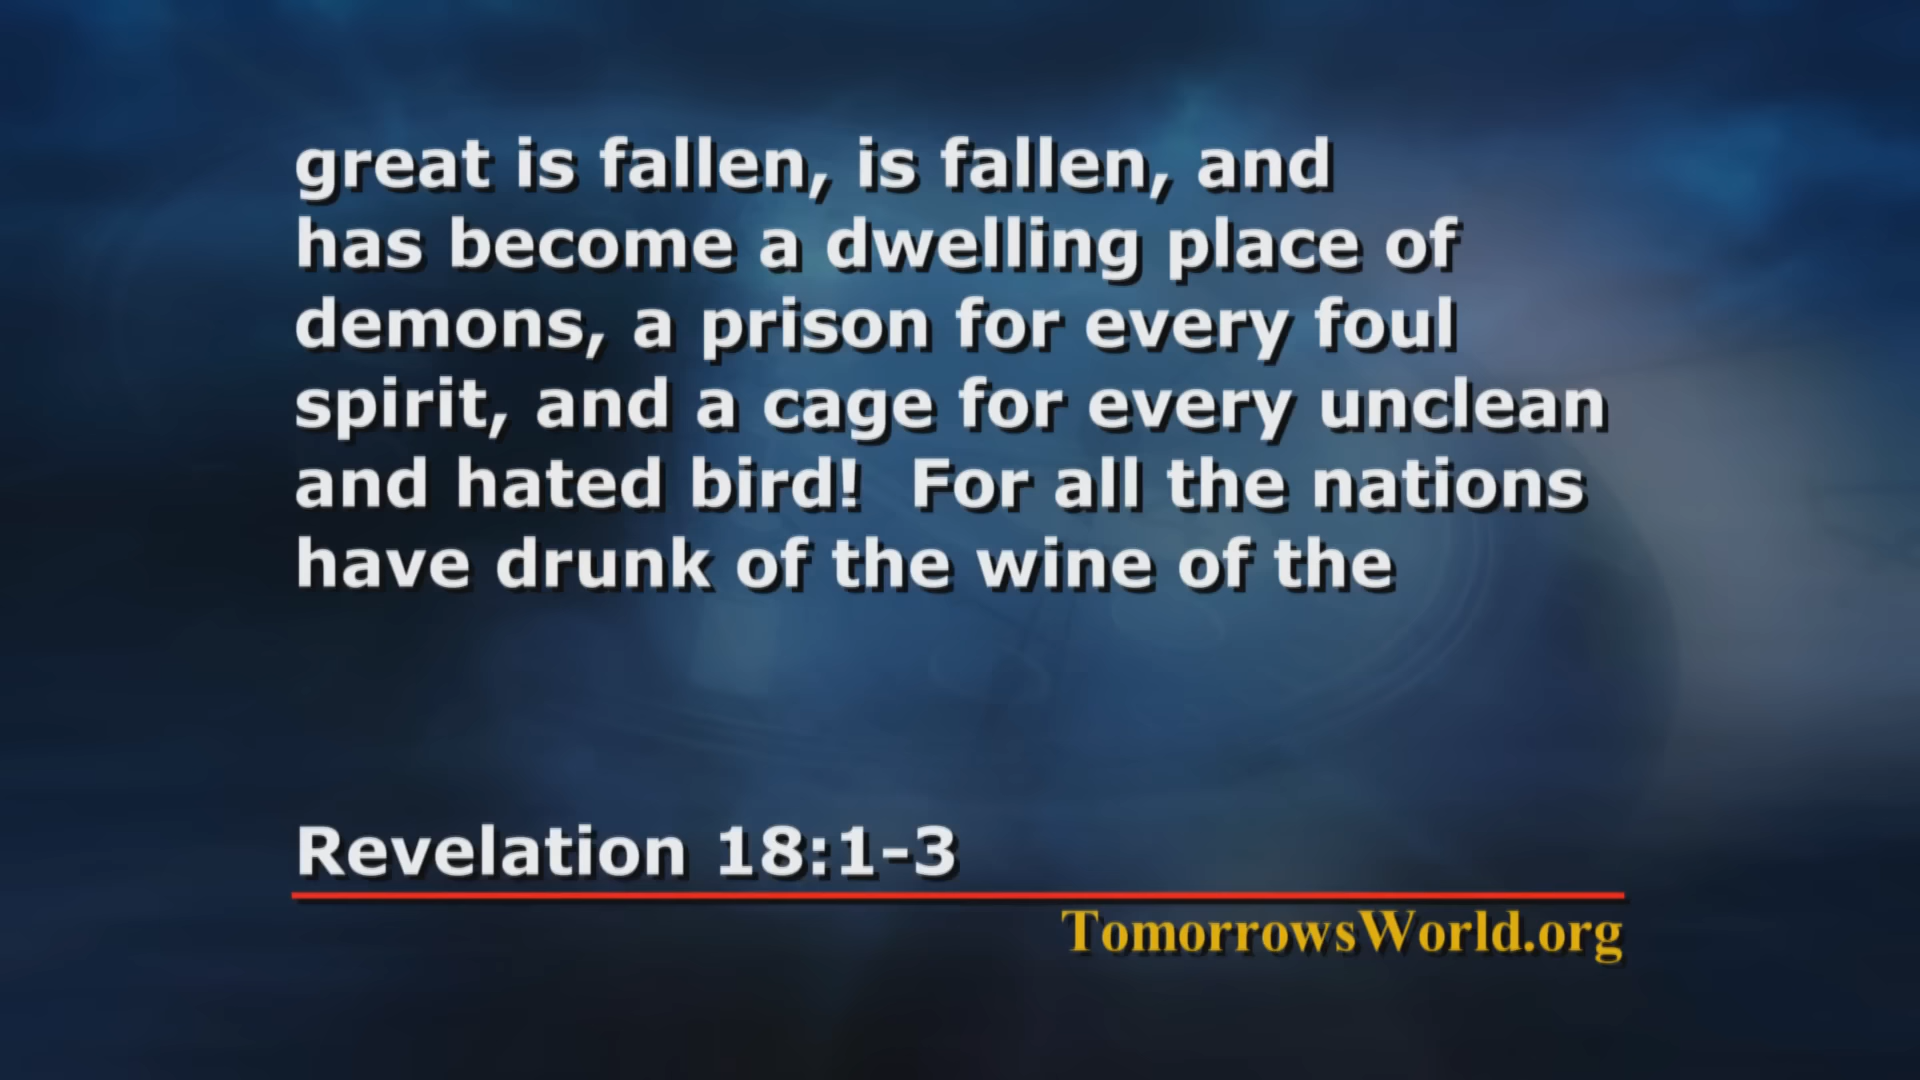 great is fallen, is fallen, and
has become a dwelling place of
demons, a prison for every foul
spirit, and a cage for every unclean
and hated bird!  For all the nations
have drunk of the wine of the
Revelation 18:1-3
TomorrowsWorld.org